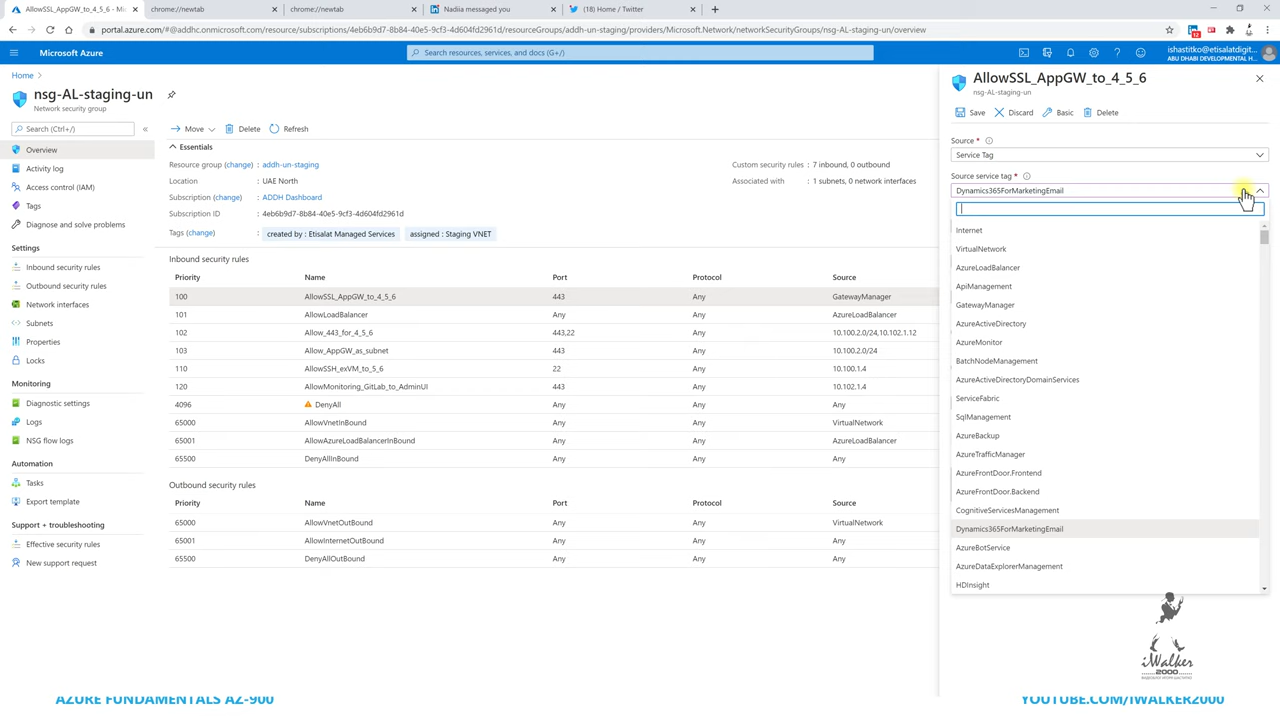 AllowSSL_AppGW_to_4_5_6 - Mi
chrome://newtab
chrome://newtab
Nadiia messaged you
(18) Home / Twitter
portal.azure.com/#@addhc.onmicrosoft.com/resource/subscriptions/4eb6b9d7-8b84-40e5-9cf3-4d604fd2961d/resourceGroups/addh-un-staging/providers/Microsoft.Network/networkSecurityGroups/nsg-AL-staging-un/overview
Microsoft Azure
Search resources, services, and docs (G+/)
ishastitko@etisalatdigit...
ABU DHABI DEVELOPMENTAL H...
Home
nsg-AL-staging-un
Network security group
Search (Ctrl+/)
Overview
Activity log
Access control (IAM)
Tags
Diagnose and solve problems
Settings
Inbound security rules
Outbound security rules
Network interfaces
Subnets
Properties
Locks
Monitoring
Diagnostic settings
Logs
NSG flow logs
Automation
Tasks
Export template
Support + troubleshooting
Effective security rules
New support request
Move
Delete
Refresh
Essentials
Resource group (change) : addh-un-staging
Location : UAE North
Subscription (change) : ADDH Dashboard
Subscription ID : 4eb6b9d7-8b84-40e5-9cf3-4d604fd2961d
Tags (change) : created by : Etisalat Managed Services assigned : Staging VNET
Custom security rules : 7 inbound, 0 outbound
Associated with : 1 subnets, 0 network interfaces
Inbound security rules
Priority Name Port Protocol Source
100 AllowSSL_AppGW_to_4_5_6 443 Any GatewayManager
101 AllowLoadBalancer Any Any AzureLoadBalancer
102 Allow_443_for_4_5_6 443,22 Any 10.100.2.0/24,10.102.1.12
103 Allow_AppGW_as_subnet 443 Any 10.100.2.0/24
110 AllowSSH_exVM_to_5_6 22 Any 10.100.1.4
120 AllowMonitoring_GitLab_to_AdminUI 443 Any 10.102.1.4
4096 DenyAll Any Any Any
65000 AllowVnetInBound Any Any VirtualNetwork
65001 AllowAzureLoadBalancerInBound Any Any AzureLoadBalancer
65500 DenyAllInBound Any Any Any
Outbound security rules
Priority Name Port Protocol Source
65000 AllowVnetOutBound Any Any VirtualNetwork
65001 AllowInternetOutBound Any Any Any
65500 DenyAllOutBound Any Any Any
AllowSSL_AppGW_to_4_5_6
nsg-AL-staging-un
Save
Discard
Basic
Delete
Source *
Service Tag
Source service tag *
Dynamics365ForMarketingEmail
Internet
VirtualNetwork
AzureLoadBalancer
ApiManagement
GatewayManager
AzureActiveDirectory
AzureMonitor
BatchNodeManagement
AzureActiveDirectoryDomainServices
ServiceFabric
SqlManagement
AzureBackup
AzureTrafficManager
AzureFrontDoor.Frontend
AzureFrontDoor.Backend
CognitiveServicesManagement
Dynamics365ForMarketingEmail
AzureBotService
AzureDataExplorerManagement
HDInsight
iWalker
2000
AZURE FUNDAMENTALS AZ-900
YOUTUBE.COM/IWALKER2000